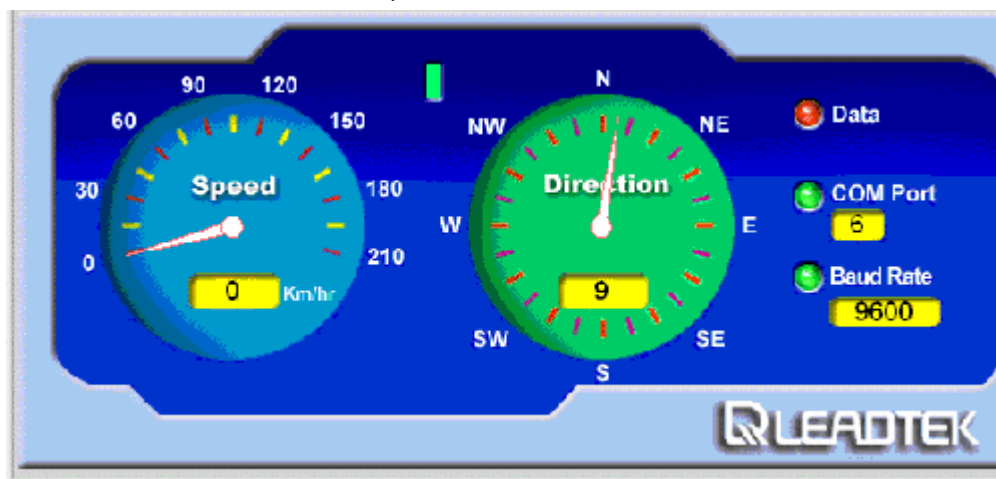 90 120
60 150
30 Speed 180
0 210
0 Km/hr
N
NW NE
Direction
W E
9
SW SE
S
Data
COM Port
6
Baud Rate
9600
LEADTEK